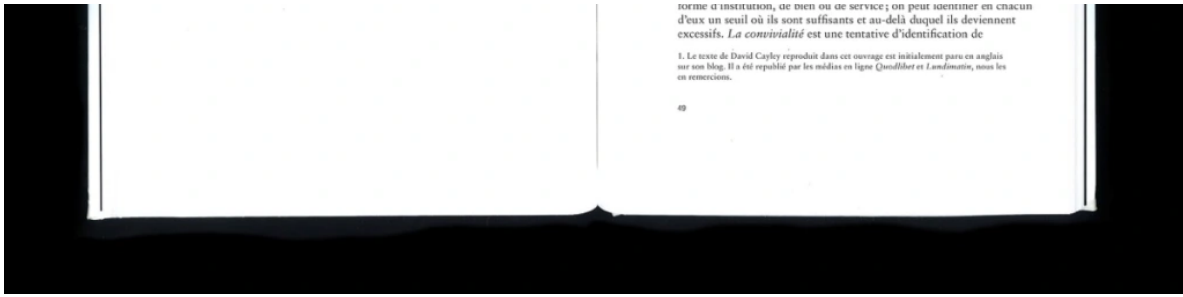 forme d'institution, de bien ou de service ; on peut identifier en chacun
d'eux un seuil où ils sont suffisants et au-delà duquel ils deviennent
excessifs. La convivialité est une tentative d'identification de
1. Le texte de David Cayley reproduit dans cet ouvrage est initialement paru en anglais
sur son blog. Il a été republié par les médias en ligne Quodlibet et Lundimatin, nous les
en remercions.
49